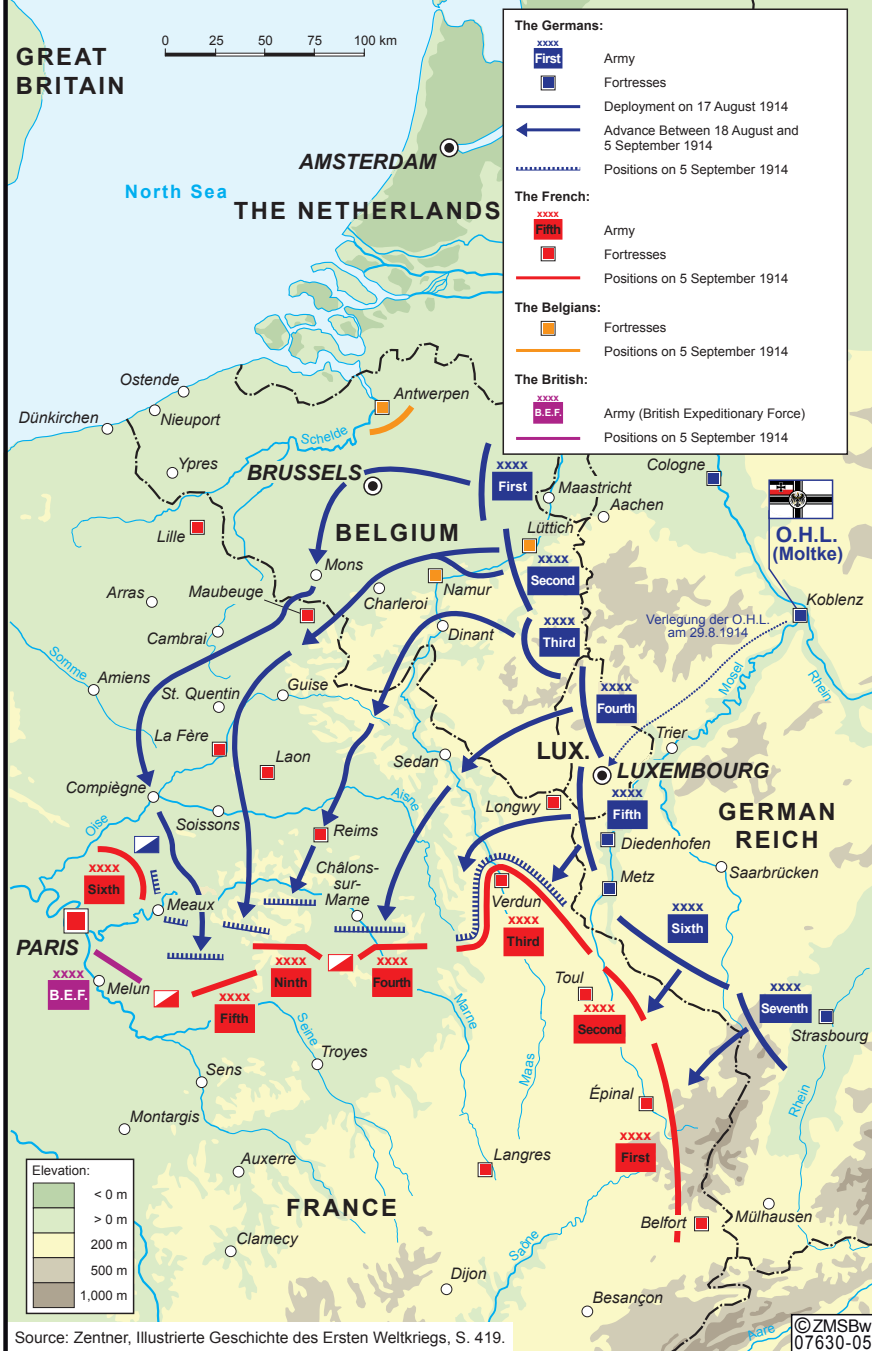 GREAT
BRITAIN
0 25 50 75 100 km
AMSTERDAM
North Sea
THE NETHERLANDS
The Germans:
xxxx
First
Army
Fortresses
Deployment on 17 August 1914
Advance Between 18 August and
5 September 1914
Positions on 5 September 1914
The French:
xxxx
Fifth
Army
Fortresses
Positions on 5 September 1914
The Belgians:
Fortresses
Positions on 5 September 1914
The British:
xxxx
B.E.F.
Army (British Expeditionary Force)
Positions on 5 September 1914
Ostende
Nieuport
Dünkirchen
Antwerpen
Schelde
Ypres
BRUSSELS
xxxx
First
Maastricht
Cologne
Aachen
Lille
BELGIUM
Lüttich
O.H.L.
(Moltke)
Mons
xxxx
Second
Arras
Maubeuge
Charleroi
Namur
Koblenz
Cambrai
Dinant
xxxx
Third
Verlegung der O.H.L.
am 29.8.1914
Somme
Amiens
St. Quentin
Guise
xxxx
Fourth
Mosel
Rhein
La Fère
Laon
Sedan
LUX.
Trier
LUXEMBOURG
Compiègne
Aisne
Longwy
xxxx
Fifth
GERMAN
REICH
Oise
Soissons
Reims
Diedenhofen
xxxx
Sixth
Châlons-
sur-
Marne
Metz
Saarbrücken
Meaux
Verdun
PARIS
xxxx
Third
xxxx
Sixth
xxxx
B.E.F.
Melun
xxxx
Fifth
xxxx
Ninth
xxxx
Fourth
Toul
xxxx
Second
xxxx
Seventh
Strasbourg
Seine
Marne
Maas
Troyes
Sens
Épinal
Rhein
Montargis
xxxx
First
Auxerre
Langres
Elevation:
< 0 m
> 0 m
200 m
500 m
1,000 m
FRANCE
Belfort
Mülhausen
Clamecy
Saône
Dijon
Besançon
Aare
Source: Zentner, Illustrierte Geschichte des Ersten Weltkriegs, S. 419.
©ZMSBw
07630-05